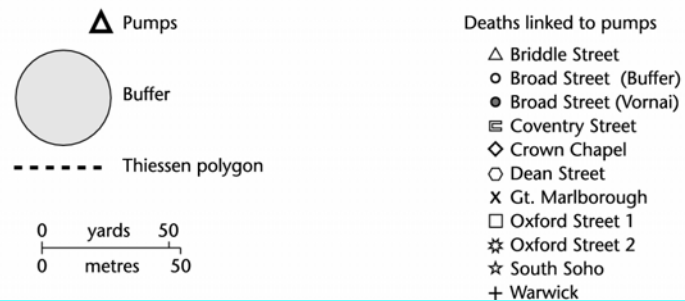 Pumps
Buffer
Thiessen polygon
0 yards 50
0 metres 50
Deaths linked to pumps
Briddle Street
Broad Street (Buffer)
Broad Street (Vornai)
Coventry Street
Crown Chapel
Dean Street
Gt. Marlborough
Oxford Street 1
Oxford Street 2
South Soho
Warwick